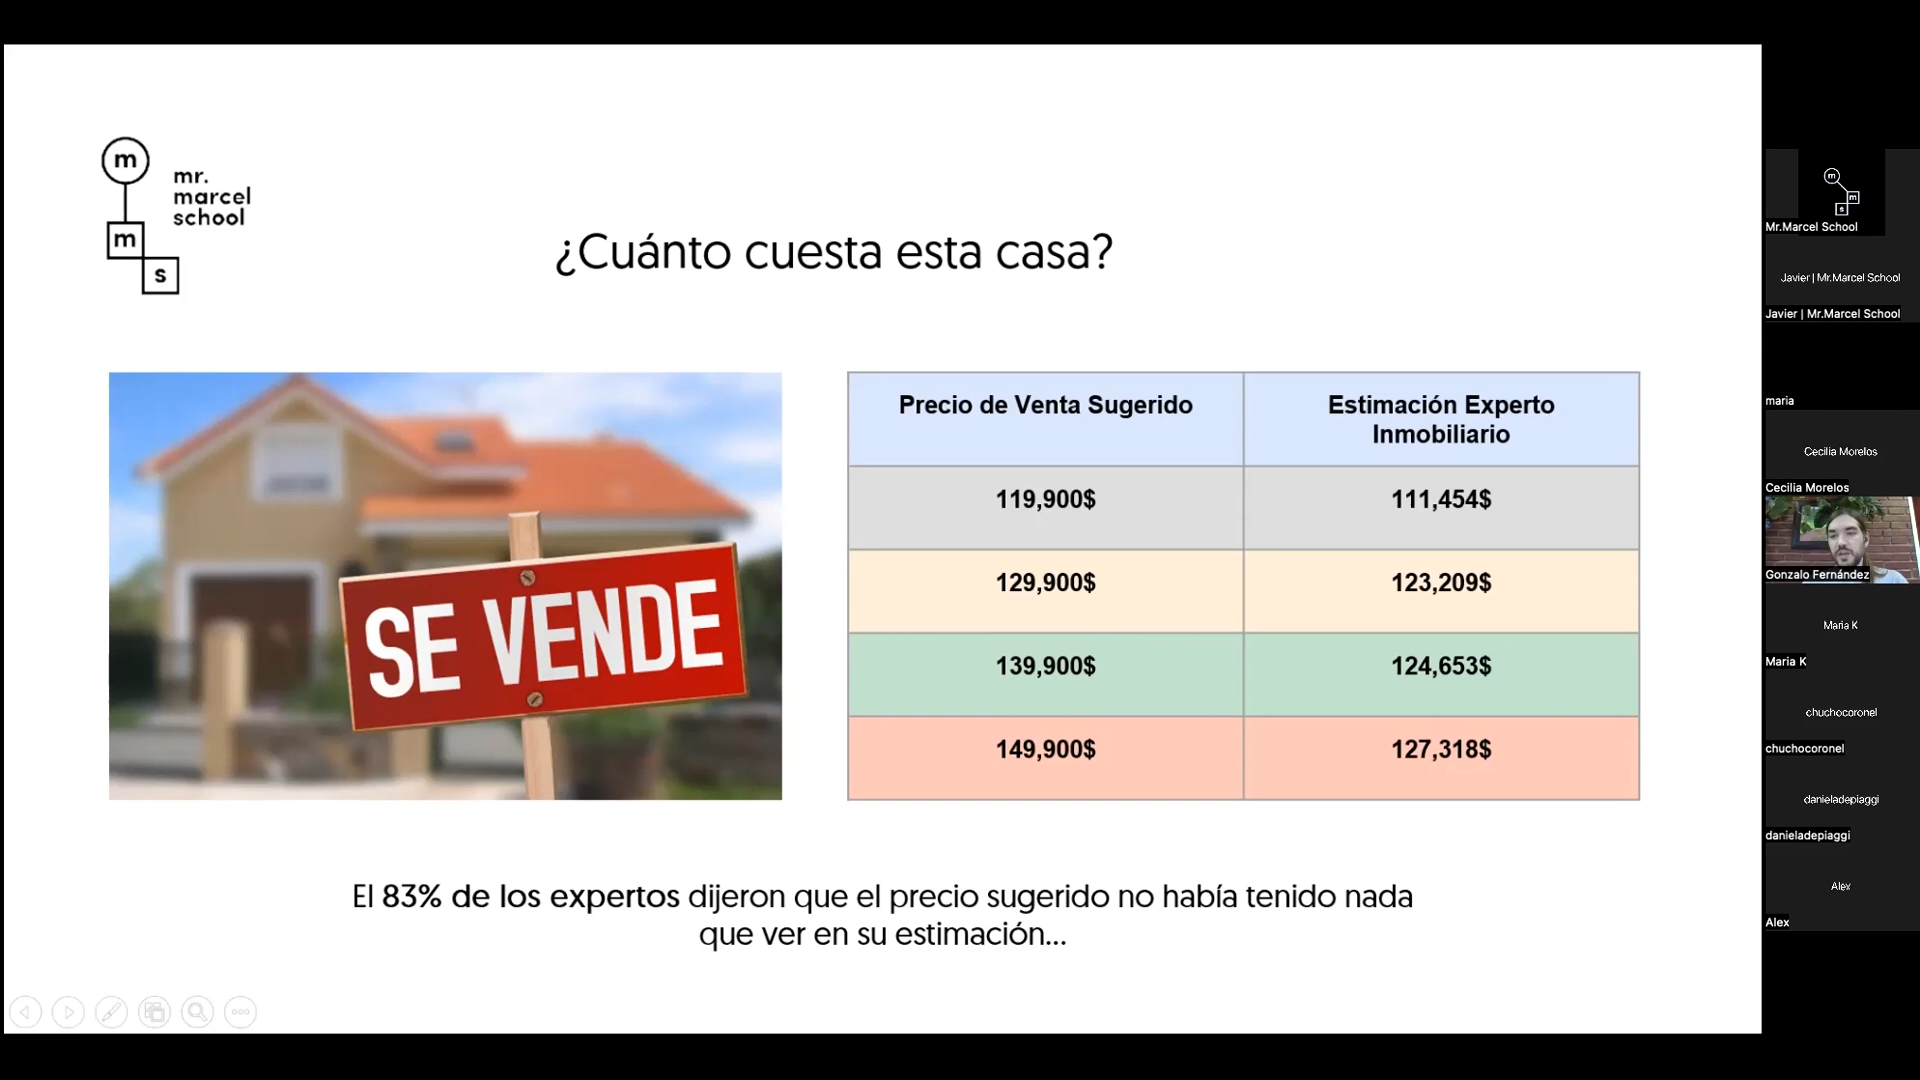 m
mr.
marcel
school
m
s
¿Cuánto cuesta esta casa?
SE VENDE
Precio de Venta Sugerido
Estimación Experto
Inmobiliario
119,900$
111,454$
129,900$
123,209$
139,900$
124,653$
149,900$
127,318$
El 83% de los expertos dijeron que el precio sugerido no había tenido nada
que ver en su estimación...
m
m
s
Mr.Marcel School
Javier | Mr.Marcel School
Javier | Mr.Marcel School
maria
Cecilia Morelos
Cecilia Morelos
Gonzalo Fernández
Maria K
Maria K
chuchocoronel
chuchocoronel
danieladepiaggi
danieladepiaggi
Alex
Alex